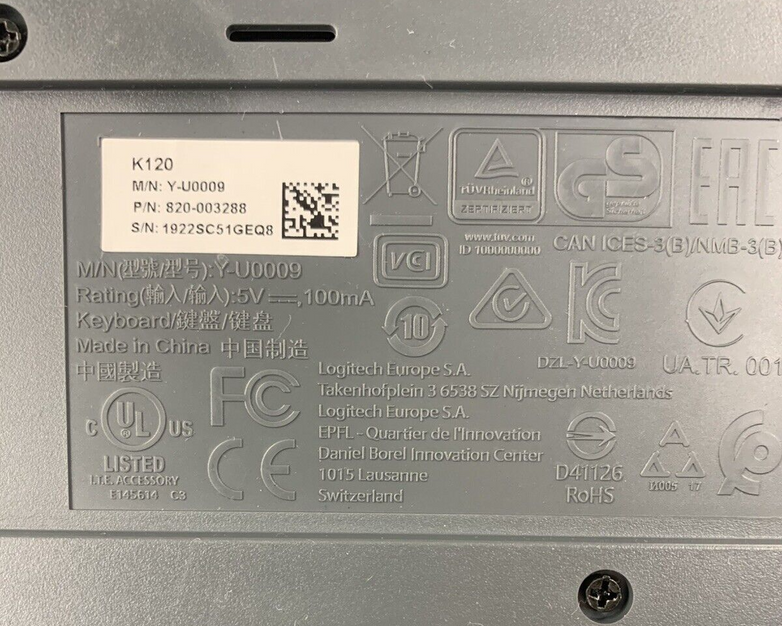 K120
M/N: Y-U0009
P/N: 820-003288
S/N: 1922SC51GEQ8
TÜVRheinland
ZERTIFIZIERT
GS
EAC
www.tuv.com
ID 1000000000
CAN ICES-3(B)/NMB-3(B)
VCI
M/N(型號/型号):Y-U0009
Rating(輸入/输入):5V⎓,100mA
Keyboard/鍵盤/键盘
Made in China 中国制造
中國製造
10
DZL-Y-U0009
UA.TR. 001
Logitech Europe S.A.
Takenhofplein 3 6538 SZ Nijmegen Netherlands
Logitech Europe S.A.
EPFL - Quartier de l'Innovation
Daniel Borel Innovation Center
1015 Lausanne
Switzerland
FC
CE
C UL US
LISTED
I.T.E. ACCESSORY
E145614 C3
D41126
RoHS
И005 17